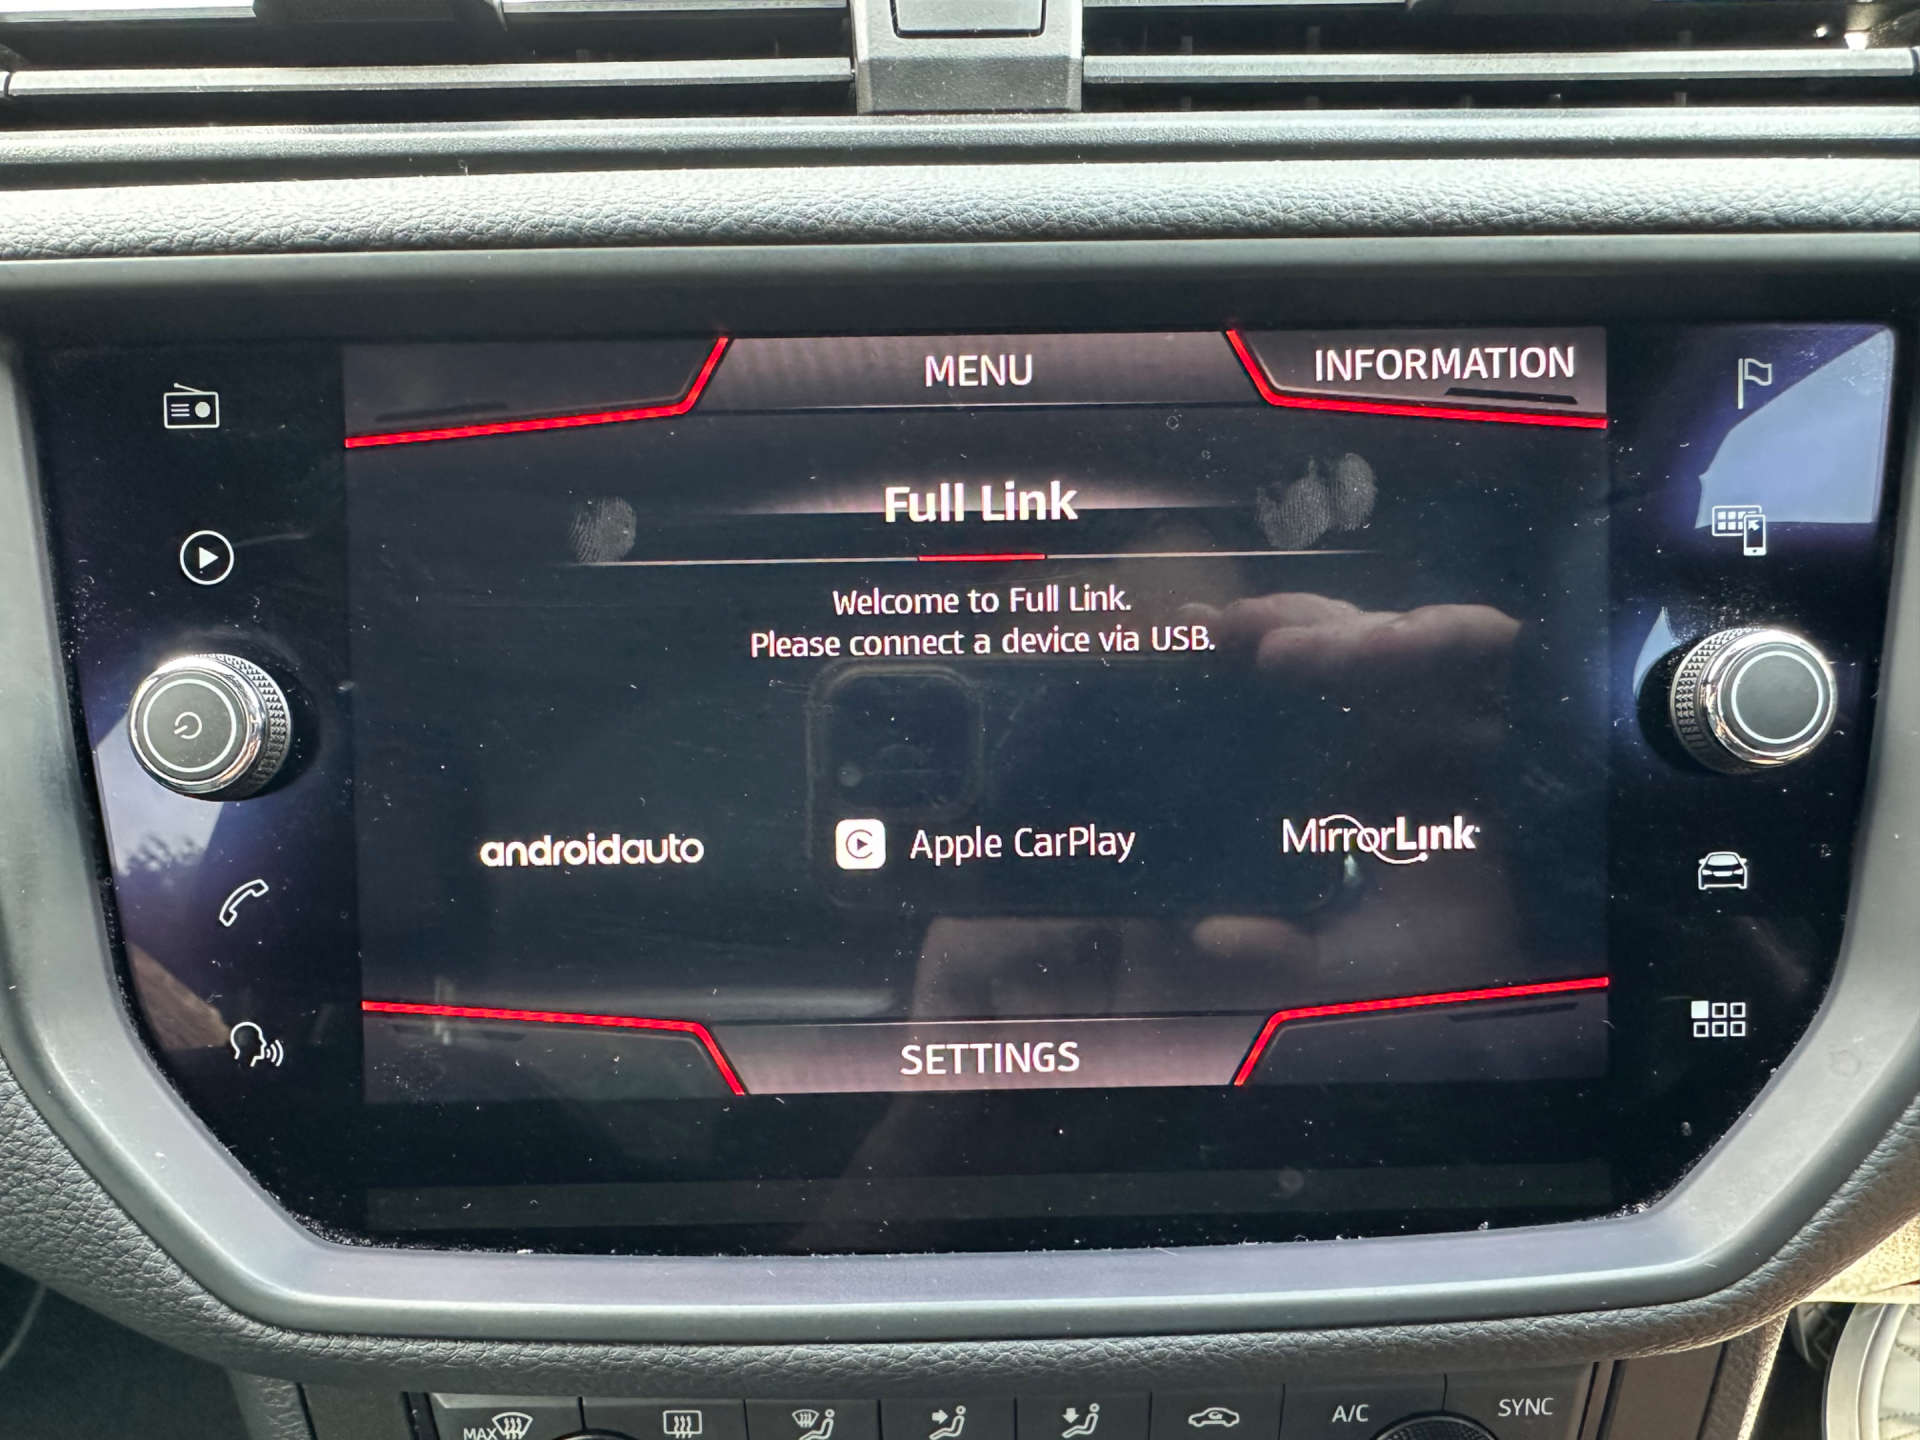 MENU
INFORMATION
Full Link
Welcome to Full Link.
Please connect a device via USB.
androidauto
Apple CarPlay
MirrorLink
SETTINGS
MAX
A/C
SYNC